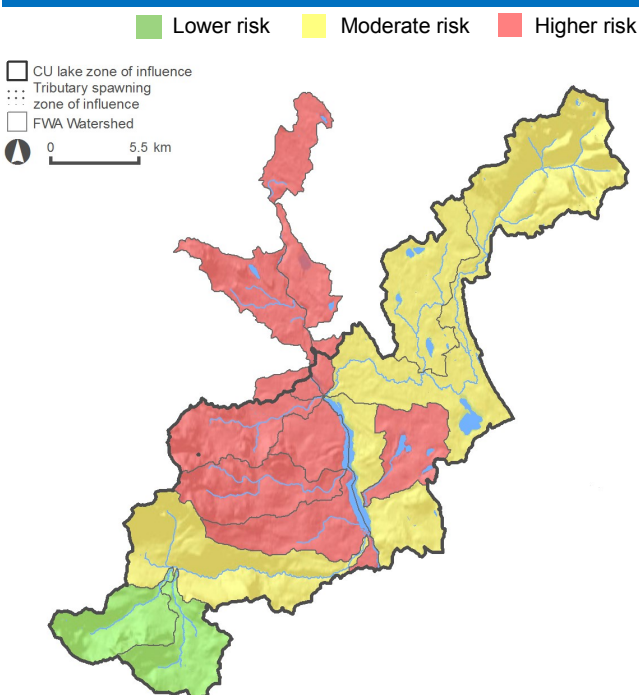 Lower risk Moderate risk Higher risk
CU lake zone of influence
Tributary spawning
zone of influence
FWA Watershed
0 5.5 km